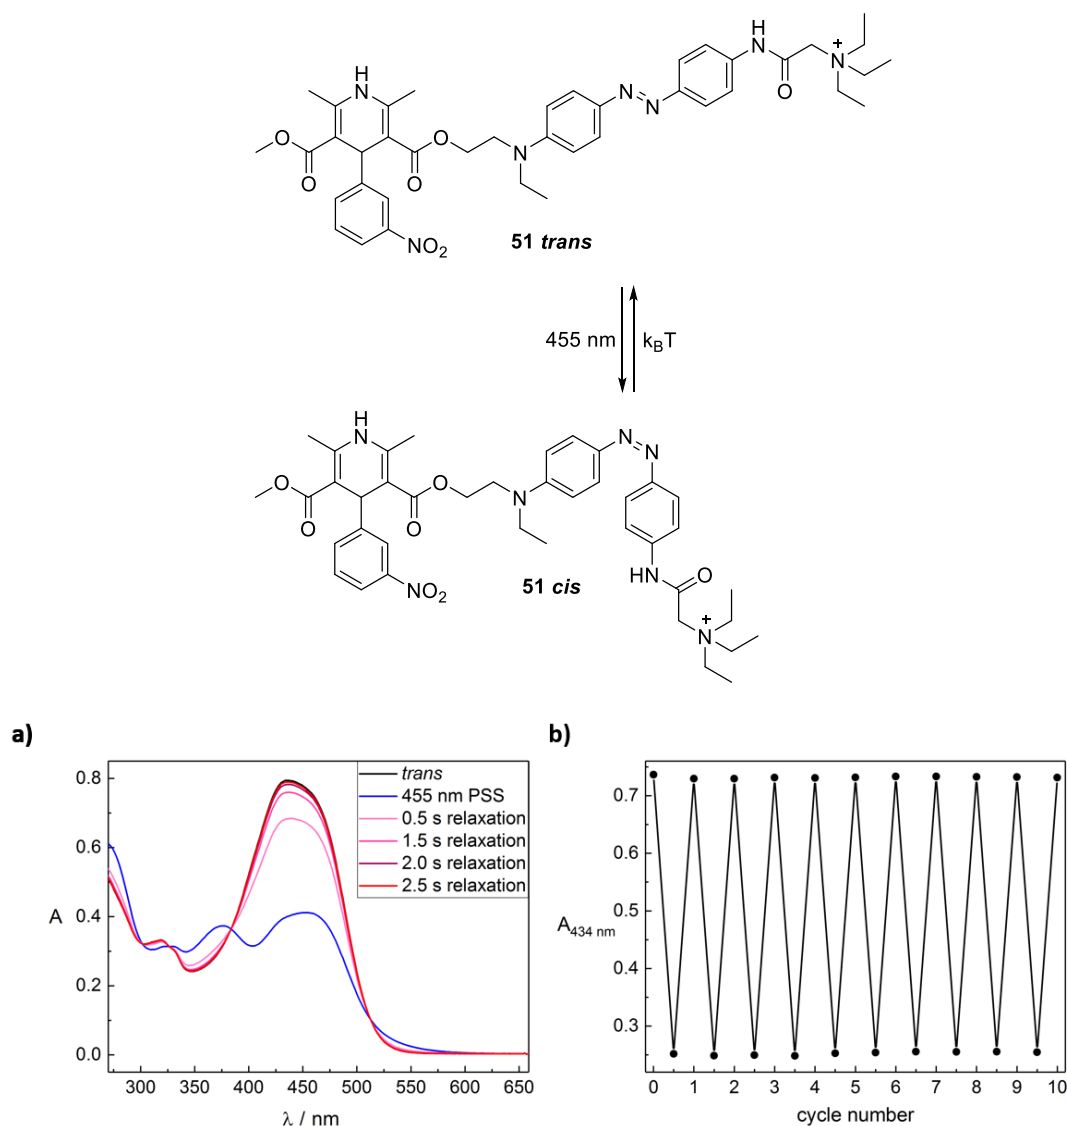 H
N
O
O
O
O
NO₂
N
N
N
H
N
O
N
+
51 trans
455 nm
k_BT
H
N
O
O
O
O
NO₂
N
N
N
HN
O
N
+
51 cis
a)
0.8
0.6
A
0.4
0.2
0.0
300 350 400 450 500 550 600 650
λ / nm
trans
455 nm PSS
0.5 s relaxation
1.5 s relaxation
2.0 s relaxation
2.5 s relaxation
b)
0.7
0.6
A₄₃₄ ₙₘ
0.5
0.4
0.3
0 1 2 3 4 5 6 7 8 9 10
cycle number